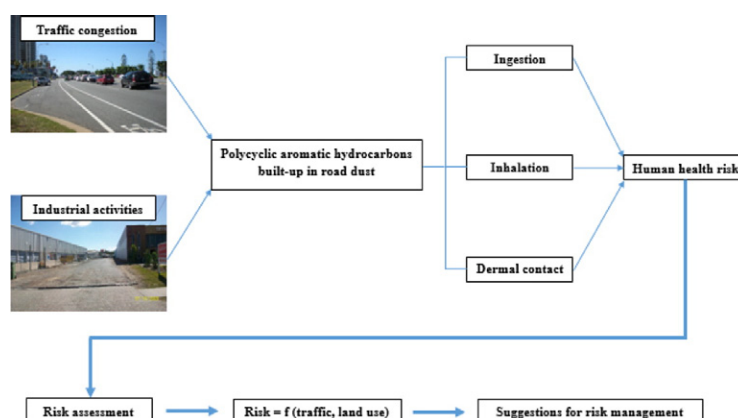 Traffic congestion
Industrial activities
Polycyclic aromatic hydrocarbons
built-up in road dust
Ingestion
Inhalation
Dermal contact
Human health risk
Risk assessment
Risk = f (traffic, land use)
Suggestions for risk management